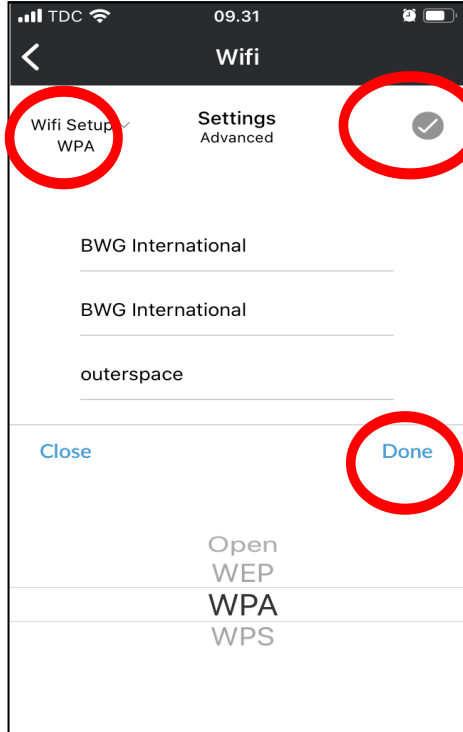 TDC 09.31
Wifi
Wifi Setup
WPA
Settings
Advanced
BWG International
BWG International
outerspace
Close Done
Open
WEP
WPA
WPS